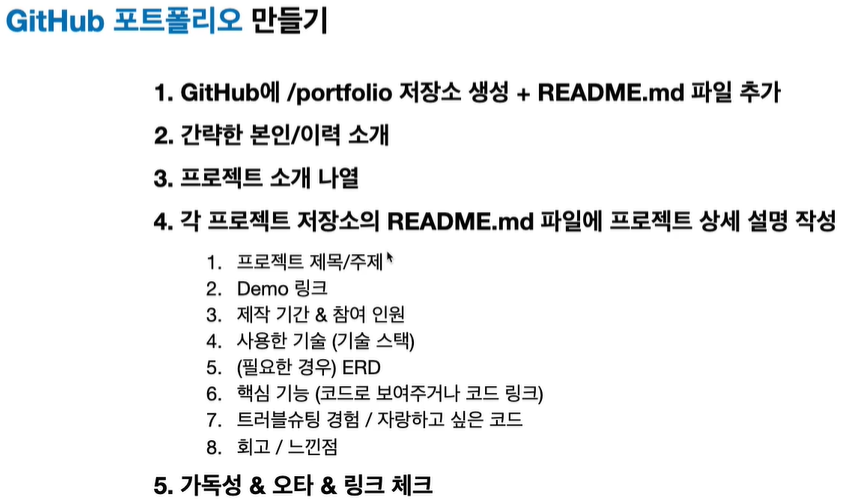 GitHub 포트폴리오 만들기
1. GitHub에 /portfolio 저장소 생성 + README.md 파일 추가
2. 간략한 본인/이력 소개
3. 프로젝트 소개 나열
4. 각 프로젝트 저장소의 README.md 파일에 프로젝트 상세 설명 작성
1. 프로젝트 제목/주제
2. Demo 링크
3. 제작 기간 & 참여 인원
4. 사용한 기술 (기술 스택)
5. (필요한 경우) ERD
6. 핵심 기능 (코드로 보여주거나 코드 링크)
7. 트러블슈팅 경험 / 자랑하고 싶은 코드
8. 회고 / 느낀점
5. 가독성 & 오타 & 링크 체크